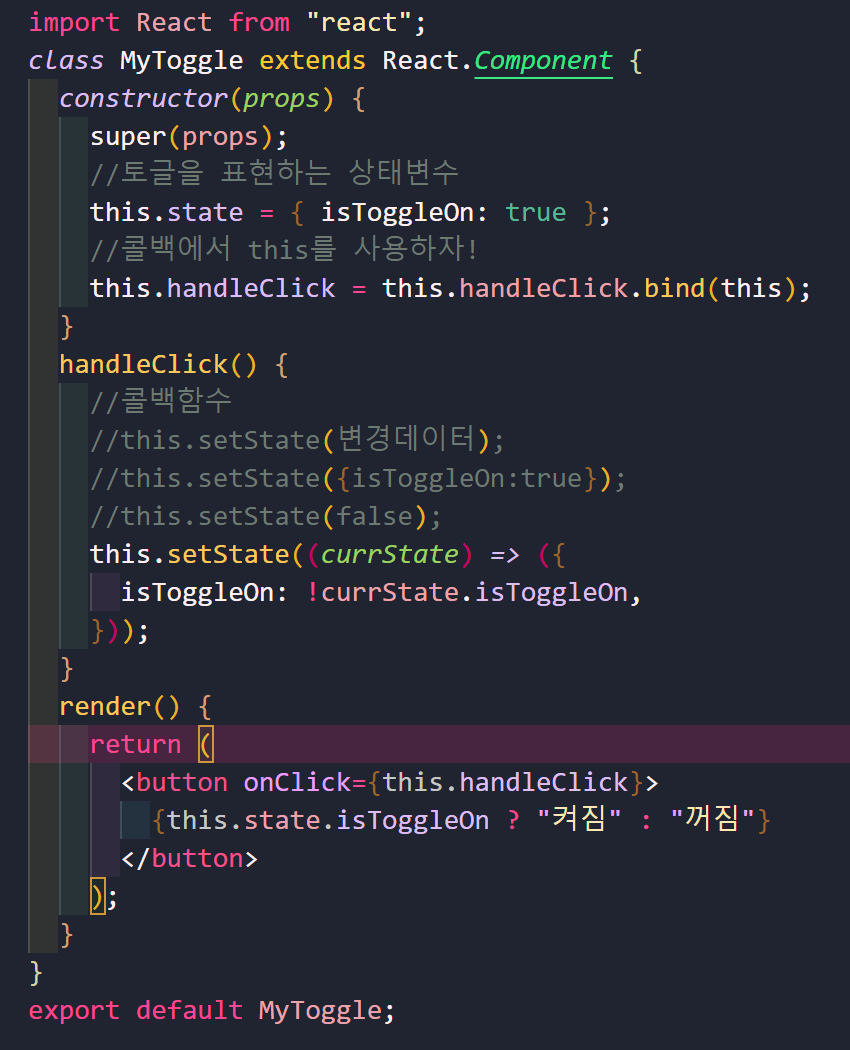 import React from "react";
class MyToggle extends React.Component {
constructor(props) {
super(props);
//토글을 표현하는 상태변수
this.state = { isToggleOn: true };
//콜백에서 this를 사용하자!
this.handleClick = this.handleClick.bind(this);
}
handleClick() {
//콜백함수
//this.setState(변경데이터);
//this.setState({isToggleOn:true});
//this.setState(false);
this.setState((currState) => ({
isToggleOn: !currState.isToggleOn,
}));
}
render() {
return (
<button onClick={this.handleClick}>
{this.state.isToggleOn ? "켜짐" : "꺼짐"}
</button>
);
}
}
export default MyToggle;